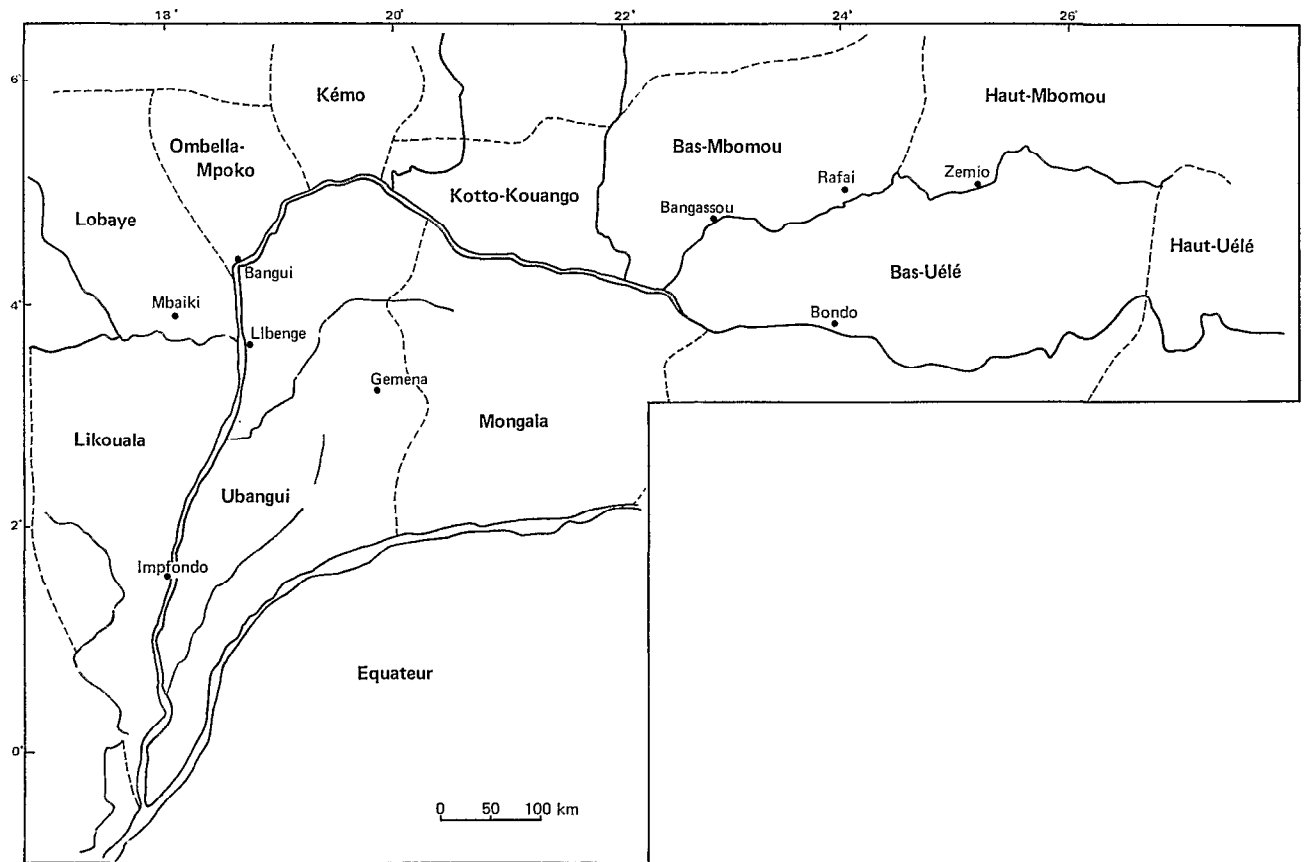 18° 20° 22° 24° 26°
6°
Kémo
Haut-Mbomou
Ombella-
Mpoko
Bas-Mbomou
Rafai
Zemio
Kotto-Kouango
Lobaye
Bangassou
Haut-Uélé
Bangui
Bas-Uélé
4°
Mbaiki
Bondo
Libenge
Gemena
Likouala
Mongala
Ubangui
2°
Impfondo
Equateur
0°
0 50 100 km